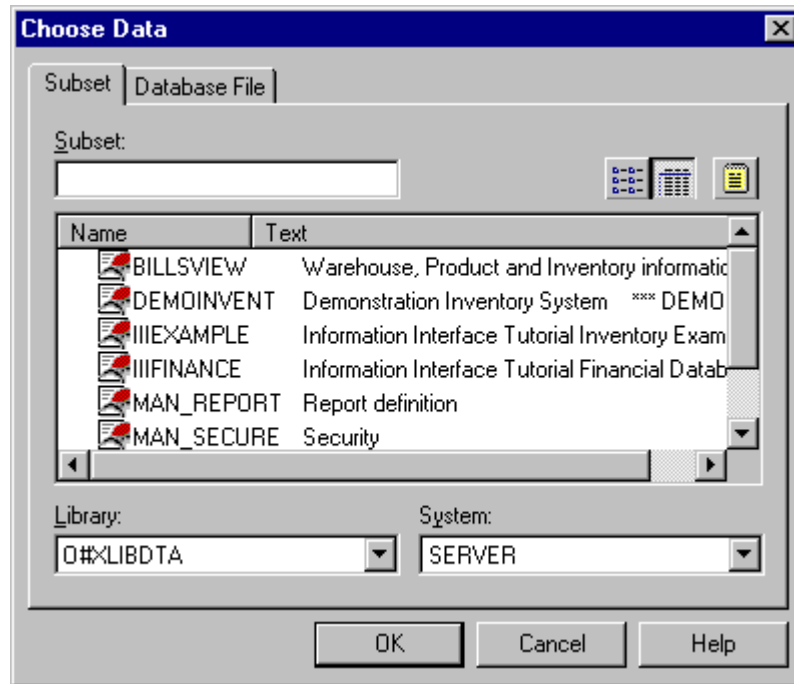 Choose Data
Subset Database File
Subset:
Name Text
BILLSVIEW Warehouse, Product and Inventory informatic
DEMOINVENT Demonstration Inventory System *** DEMO
IIIEXAMPLE Information Interface Tutorial Inventory Exam
IIIFINANCE Information Interface Tutorial Financial Datab
MAN_REPORT Report definition
MAN_SECURE Security
Library: System:
O#XLIBDTA SERVER
OK Cancel Help